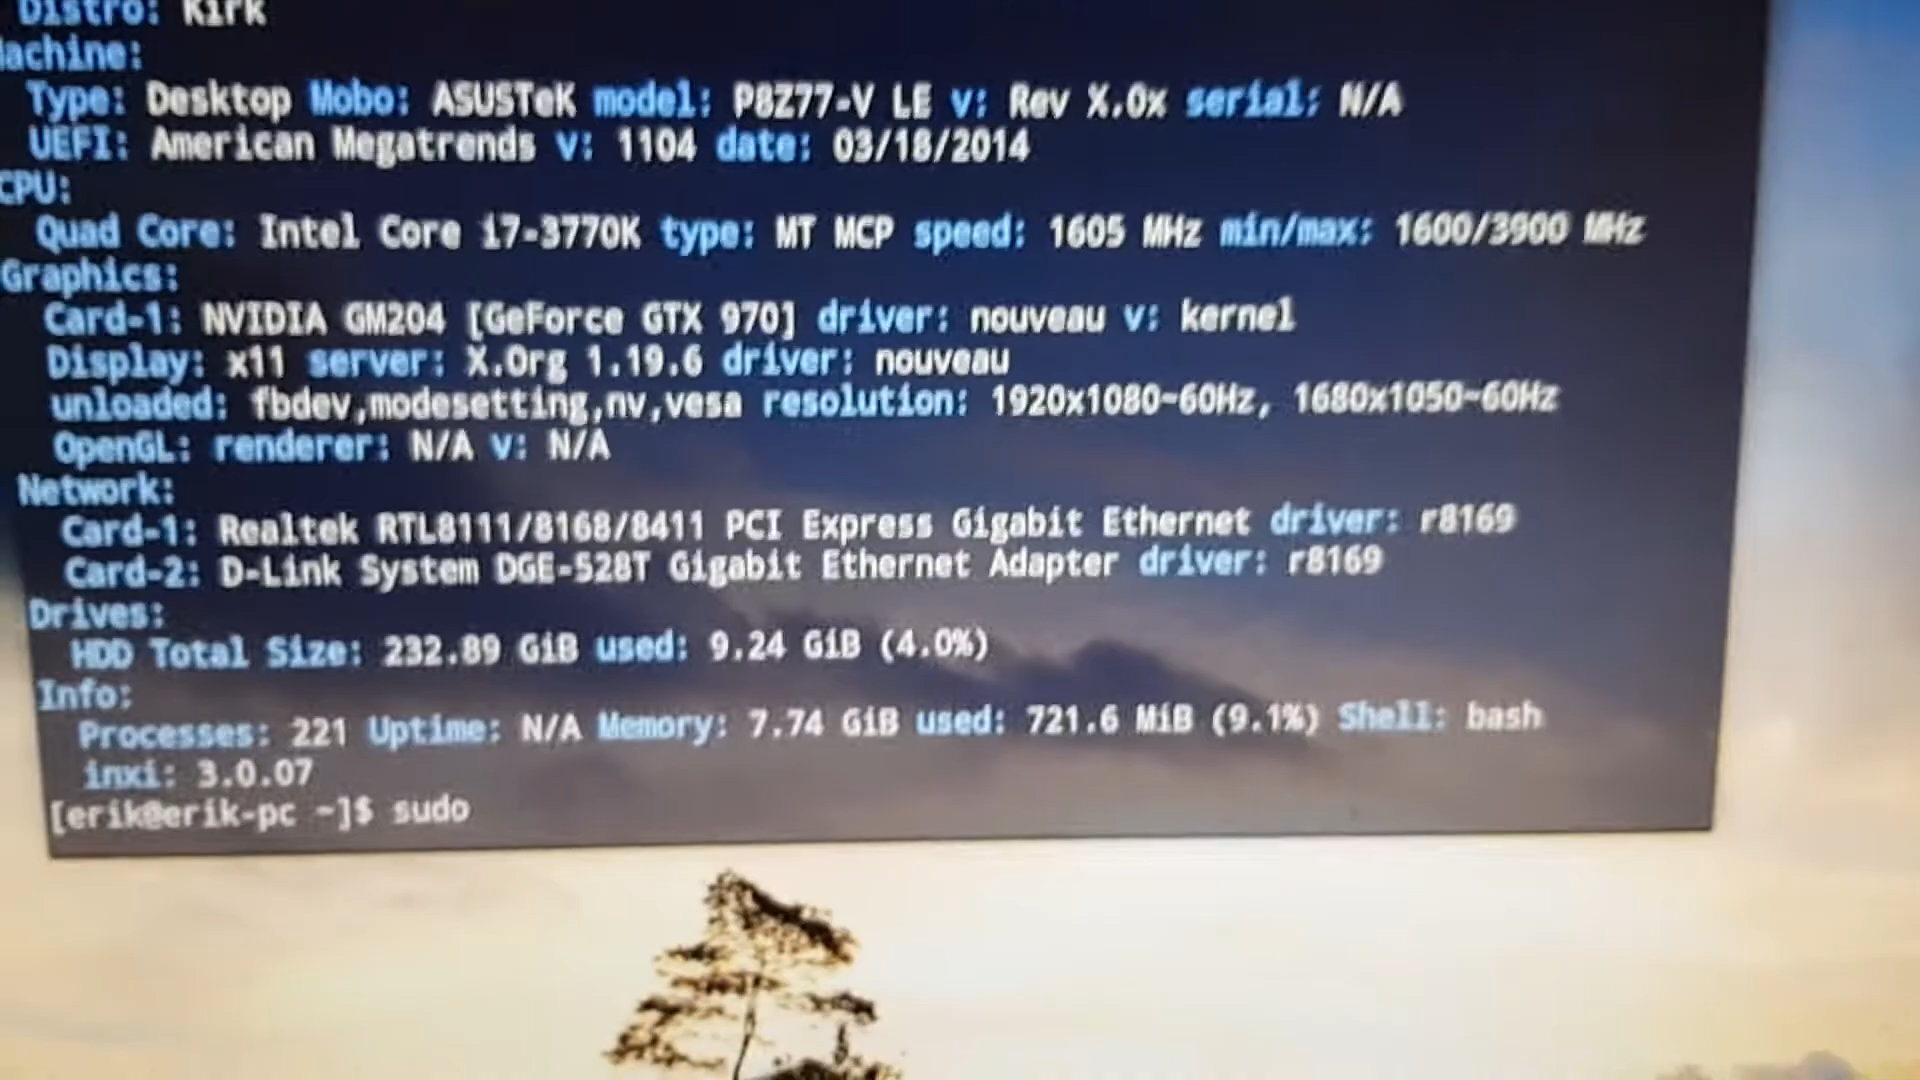 Distro: Kirk
Machine:
Type: Desktop Mobo: ASUSTeK model: P8Z77-V LE v: Rev X.0x serial: N/A
UEFI: American Megatrends v: 1104 date: 03/18/2014
CPU:
Quad Core: Intel Core i7-3770K type: MT MCP speed: 1605 MHz min/max: 1600/3900 MHz
Graphics:
Card-1: NVIDIA GM204 [GeForce GTX 970] driver: nouveau v: kernel
Display: x11 server: X.Org 1.19.6 driver: nouveau
unloaded: fbdev,modesetting,nv,vesa resolution: 1920x1080~60Hz, 1680x1050~60Hz
OpenGL: renderer: N/A v: N/A
Network:
Card-1: Realtek RTL8111/8168/8411 PCI Express Gigabit Ethernet driver: r8169
Card-2: D-Link System DGE-528T Gigabit Ethernet Adapter driver: r8169
Drives:
HDD Total Size: 232.89 GiB used: 9.24 GiB (4.0%)
Info:
Processes: 221 Uptime: N/A Memory: 7.74 GiB used: 721.6 MiB (9.1%) Shell: bash
inxi: 3.0.07
[erik@erik-pc ~]$ sudo